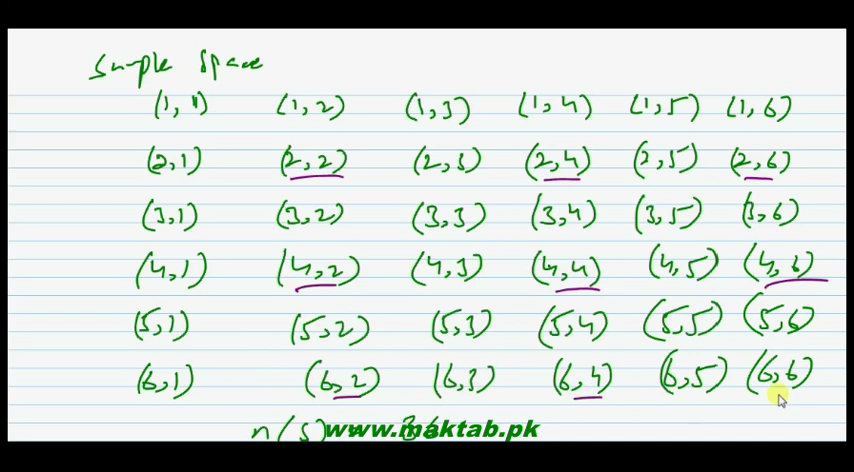 Sample Space
(1,1) (1,2) (1,3) (1,4) (1,5) (1,6)
(2,1) (2,2) (2,3) (2,4) (2,5) (2,6)
(3,1) (3,2) (3,3) (3,4) (3,5) (3,6)
(4,1) (4,2) (4,3) (4,4) (4,5) (4,6)
(5,1) (5,2) (5,3) (5,4) (5,5) (5,6)
(6,1) (6,2) (6,3) (6,4) (6,5) (6,6)
n(S) = 36
www.maktab.pk